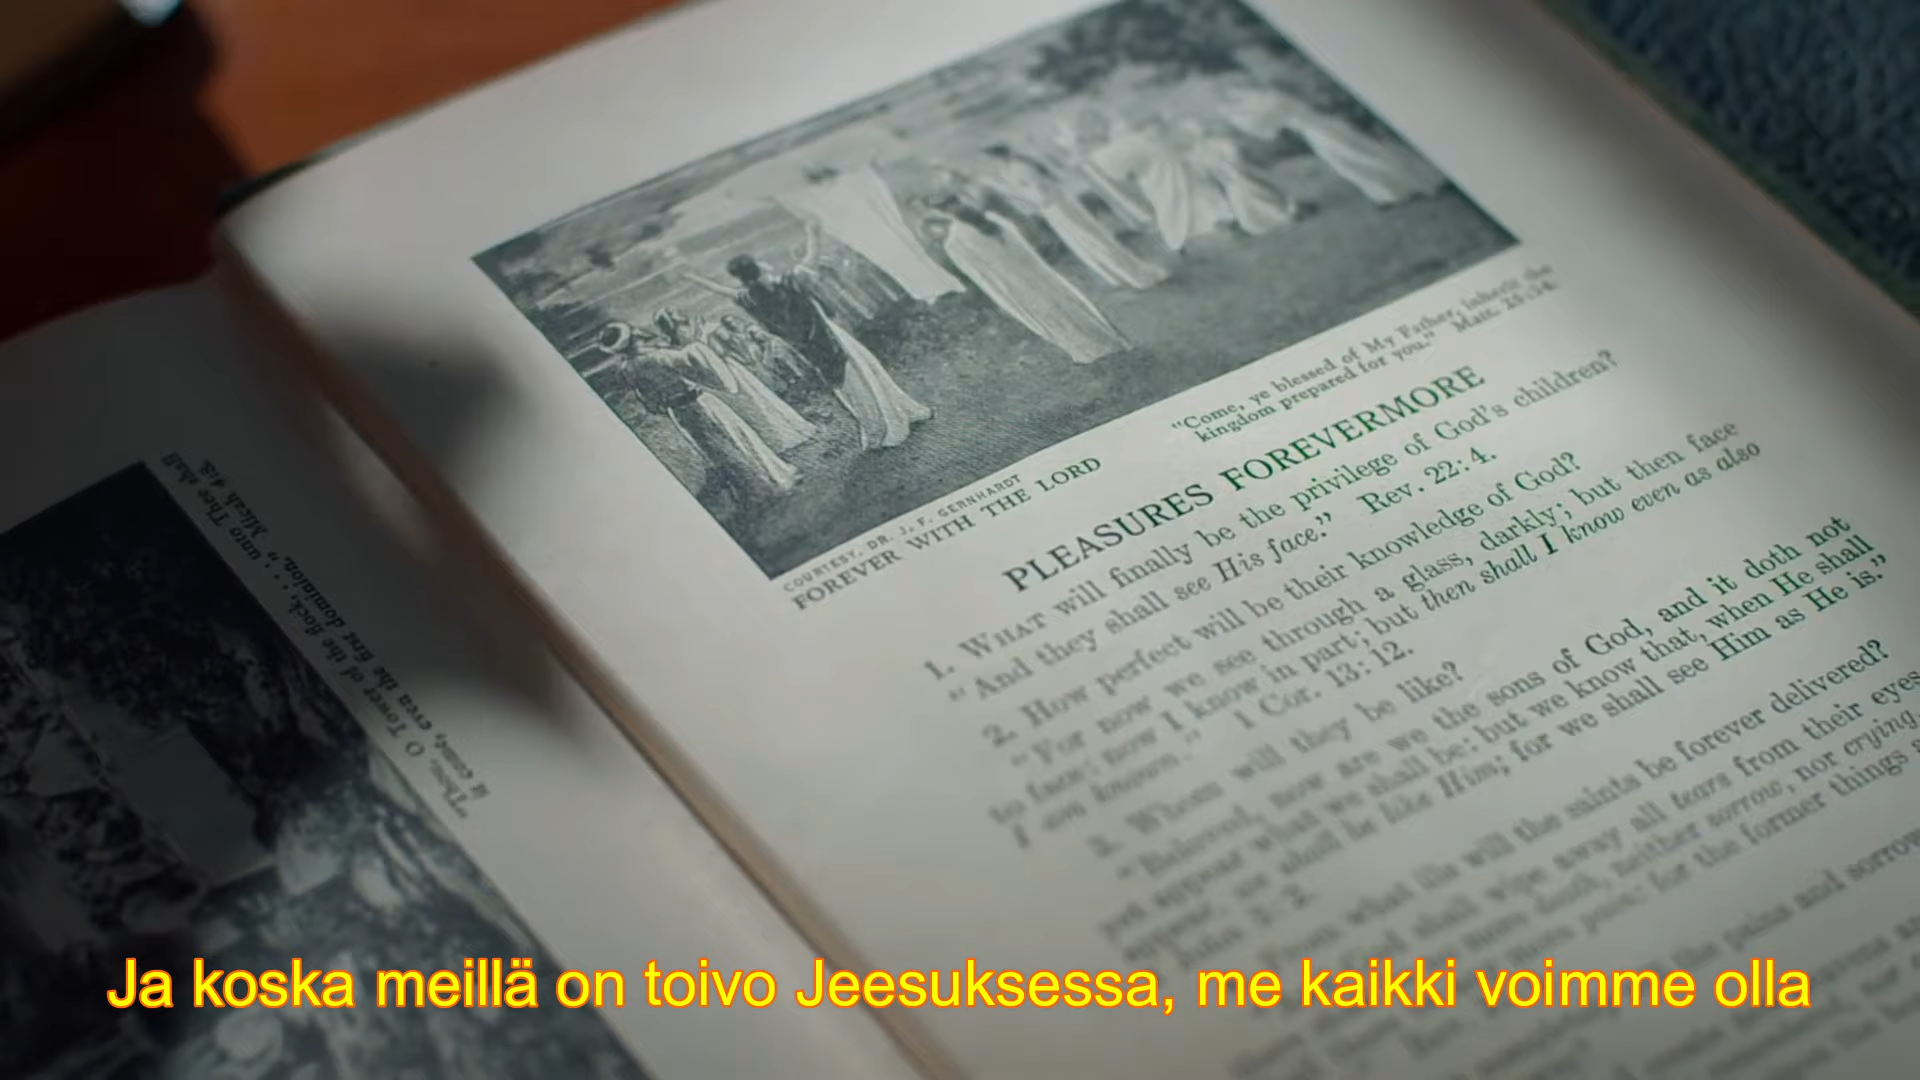 "Thou, O Tower of the flock, . . . unto Thee shall
it come, even the first dominion." Micah 4:8.
COURTESY, DR. J. F. GERNHARDT
FOREVER WITH THE LORD
"Come, ye blessed of My Father, inherit the
kingdom prepared for you." Matt. 25:34.
PLEASURES FOREVERMORE
1. WHAT will finally be the privilege of God's children?
"And they shall see His face." Rev. 22:4.
2. How perfect will be their knowledge of God?
"For now we see through a glass, darkly; but then face
to face: now I know in part; but then shall I know even as also
I am known." 1 Cor. 13:12.
3. Whom will they be like?
"Beloved, now are we the sons of God, and it doth not
yet appear what we shall be: but we know that, when He shall
appear, we shall be like Him; for we shall see Him as He is."
what ills will the saints be forever delivered?
shall wipe away all tears from their eyes
death, neither sorrow, nor crying,
for the former things
the pains and sorrow
Ja koska meillä on toivo Jeesuksessa, me kaikki voimme olla